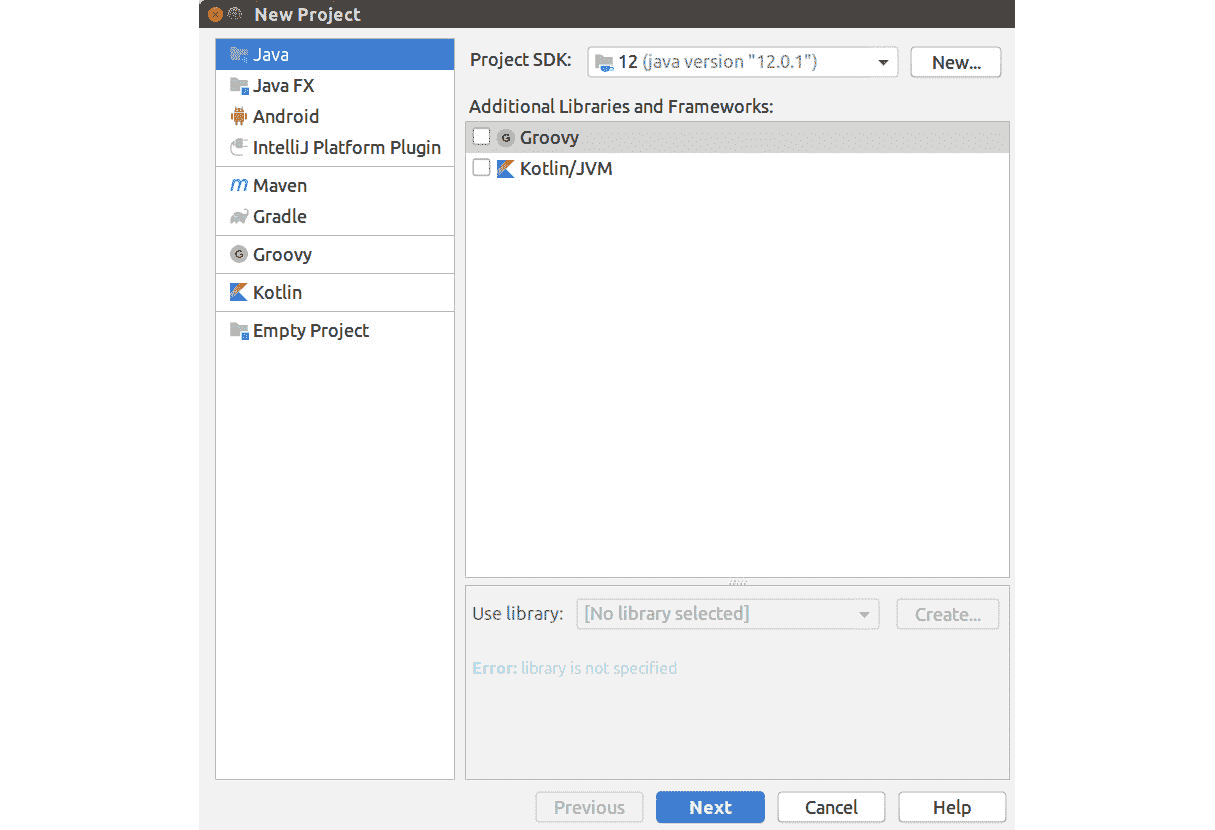 New Project
Java
Java FX
Android
IntelliJ Platform Plugin
Maven
Gradle
Groovy
Kotlin
Empty Project
Project SDK: 12 (java version "12.0.1") New...
Additional Libraries and Frameworks:
Groovy
Kotlin/JVM
Use library: [No library selected] Create...
Error: library is not specified
Previous Next Cancel Help